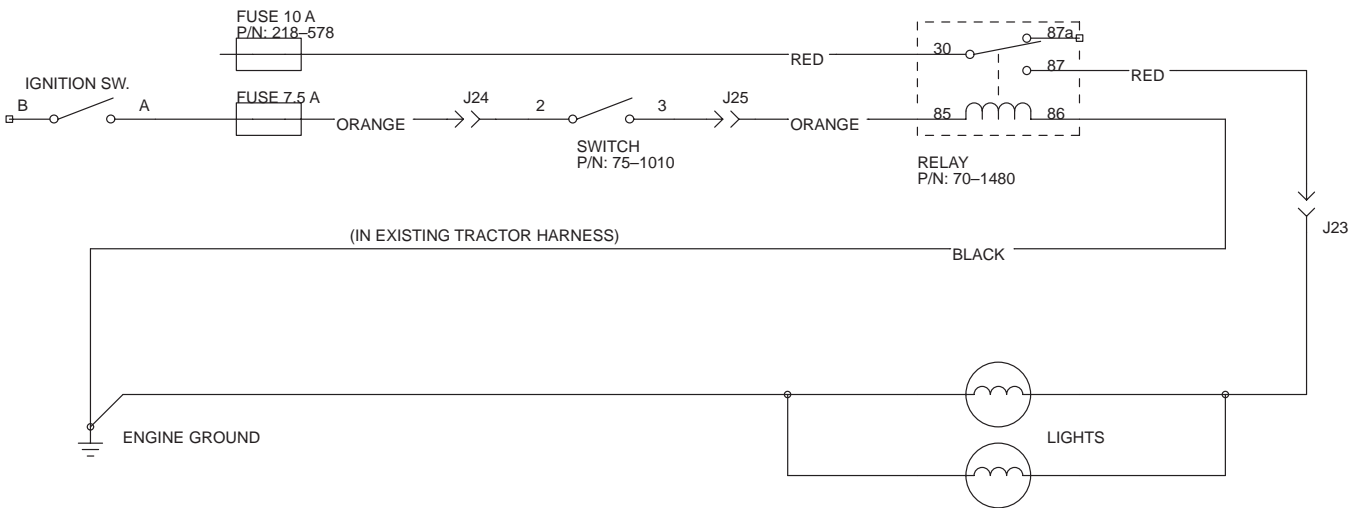 FUSE 10 A
P/N: 218–578
30
87a
RED
87
RED
IGNITION SW.
B
A
FUSE 7.5 A
ORANGE
J24
2
3
J25
ORANGE
85
86
SWITCH
P/N: 75–1010
RELAY
P/N: 70–1480
J23
(IN EXISTING TRACTOR HARNESS)
BLACK
ENGINE GROUND
LIGHTS